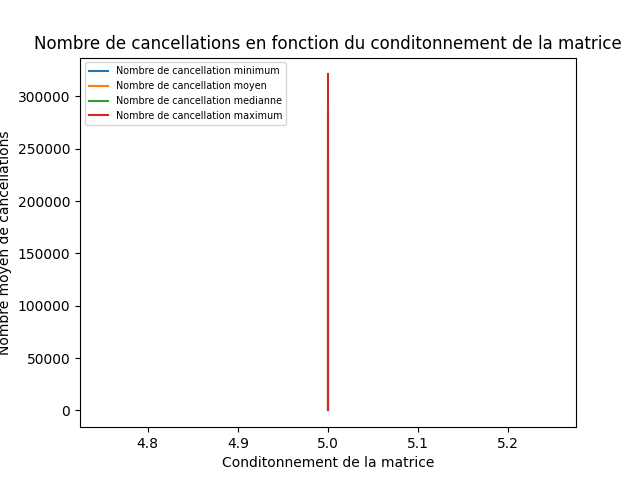 Nombre de cancellations en fonction du conditonnement de la matrice
Nombre de cancellation minimum
Nombre de cancellation moyen
Nombre de cancellation medianne
Nombre de cancellation maximum
Nombre moyen de cancellations
300000
250000
200000
150000
100000
50000
0
4.8 4.9 5.0 5.1 5.2
Conditonnement de la matrice